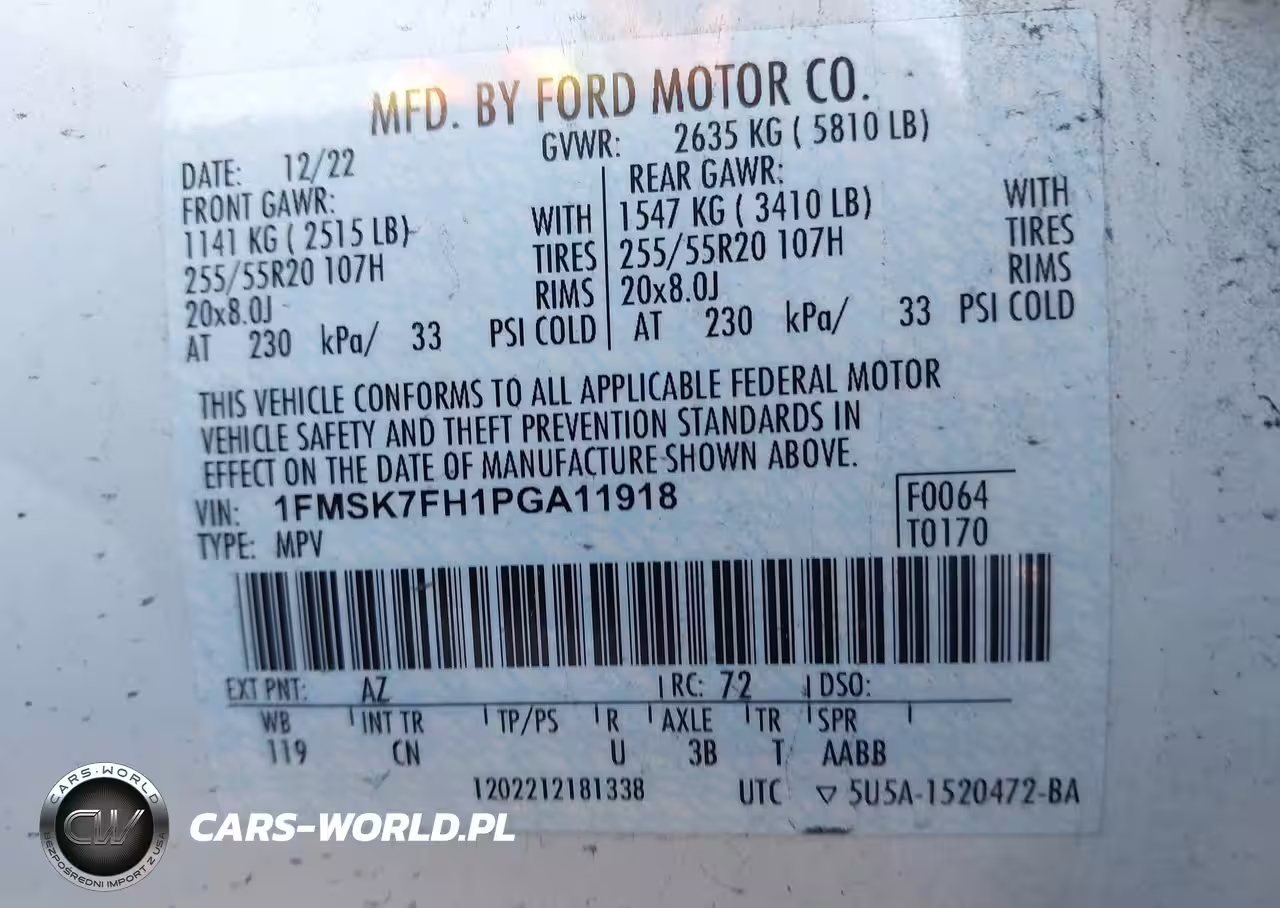 MFD. BY FORD MOTOR CO.
DATE: 12/22 GVWR: 2635 KG ( 5810 LB)
FRONT GAWR: REAR GAWR:
1141 KG ( 2515 LB) WITH 1547 KG ( 3410 LB) WITH
255/55R20 107H TIRES 255/55R20 107H TIRES
20x8.0J RIMS 20x8.0J RIMS
AT 230 kPa/ 33 PSI COLD AT 230 kPa/ 33 PSI COLD
THIS VEHICLE CONFORMS TO ALL APPLICABLE FEDERAL MOTOR
VEHICLE SAFETY AND THEFT PREVENTION STANDARDS IN
EFFECT ON THE DATE OF MANUFACTURE SHOWN ABOVE.
VIN: 1FMSK7FH1PGA11918 F0064
TYPE: MPV T0170
EXT PNT: AZ RC: 72 DSO:
WB INT TR TP/PS R AXLE TR SPR
119 CN U 3B T AABB
1202212181338 UTC ▽ 5U5A-1520472-BA
CARS-WORLD
CW
BEZPOŚREDNI IMPORT Z USA
CARS-WORLD.PL